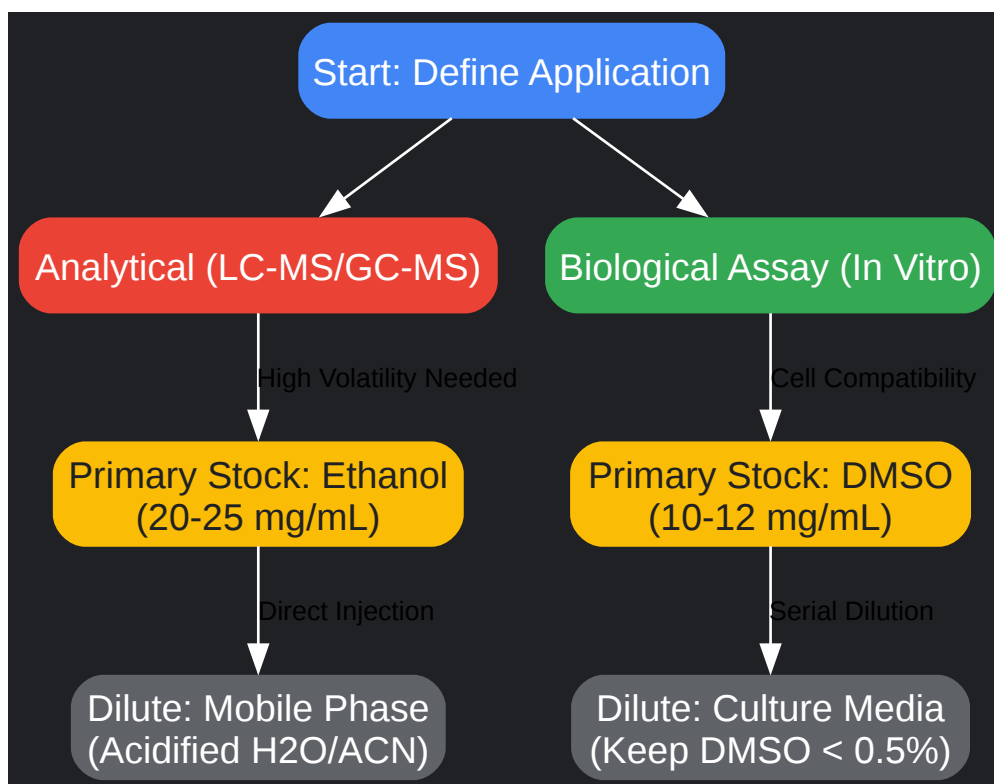 Start: Define Application
Analytical (LC-MS/GC-MS)
Biological Assay (In Vitro)
High Volatility Needed
Cell Compatibility
Primary Stock: Ethanol
(20-25 mg/mL)
Primary Stock: DMSO
(10-12 mg/mL)
Direct Injection
Serial Dilution
Dilute: Mobile Phase
(Acidified H2O/ACN)
Dilute: Culture Media
(Keep DMSO < 0.5%)